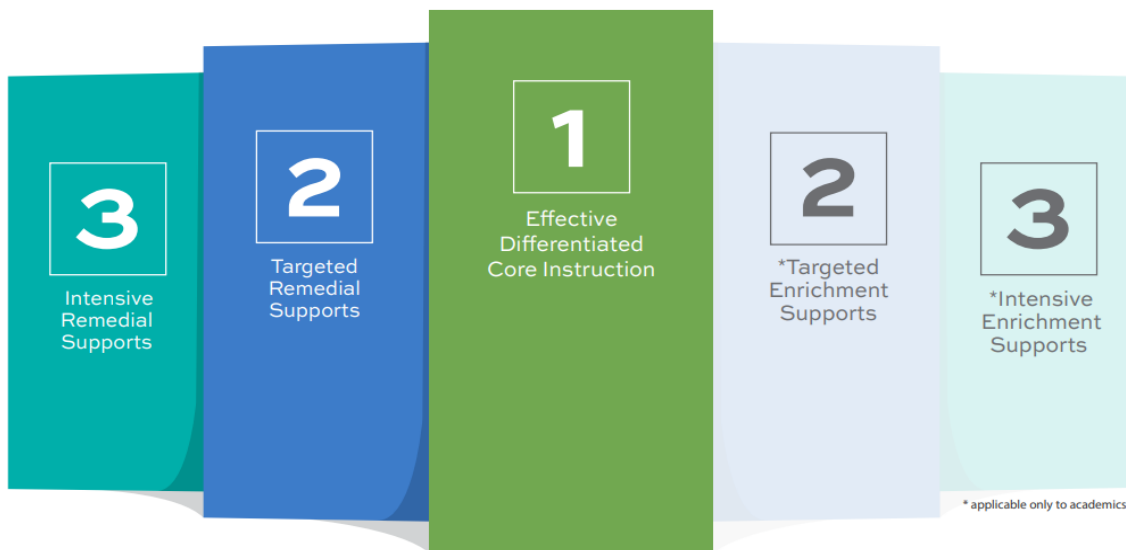 3
Intensive
Remedial
Supports
2
Targeted
Remedial
Supports
1
Effective
Differentiated
Core Instruction
2
*Targeted
Enrichment
Supports
3
*Intensive
Enrichment
Supports
* applicable only to academics